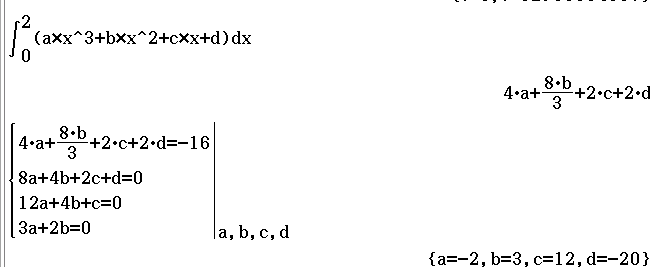 ∫₀²(a×x^3+b×x^2+c×x+d)dx
4·a+8·b/3+2·c+2·d
4·a+8·b/3+2·c+2·d=−16
8a+4b+2c+d=0
12a+4b+c=0
3a+2b=0
a,b,c,d
{a=−2,b=3,c=12,d=−20}